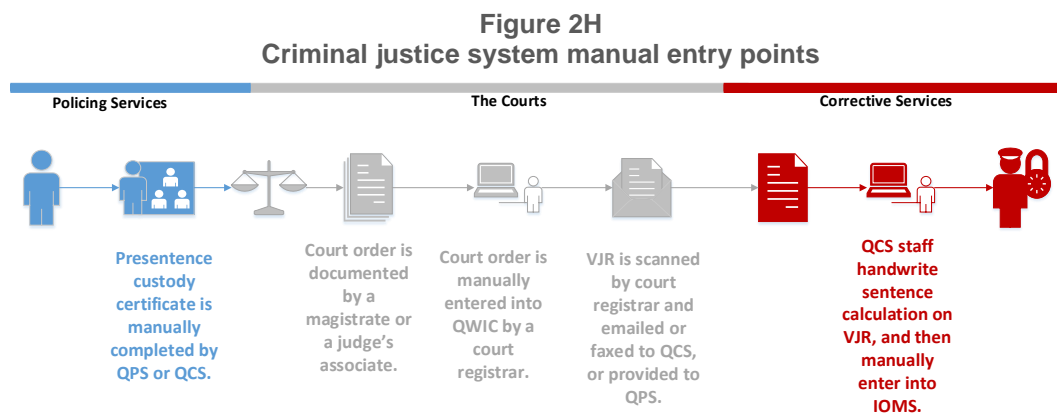 Figure 2H
Criminal justice system manual entry points
Policing Services
The Courts
Corrective Services
Presentence
custody
certificate is
manually
completed by
QPS or QCS.
Court order is
documented
by a
magistrate or
a judge's
associate.
Court order is
manually
entered into
QWIC by a
court
registrar.
VJR is scanned
by court
registrar and
emailed or
faxed to QCS,
or provided to
QPS.
QCS staff
handwrite
sentence
calculation on
VJR, and then
manually
enter into
IOMS.